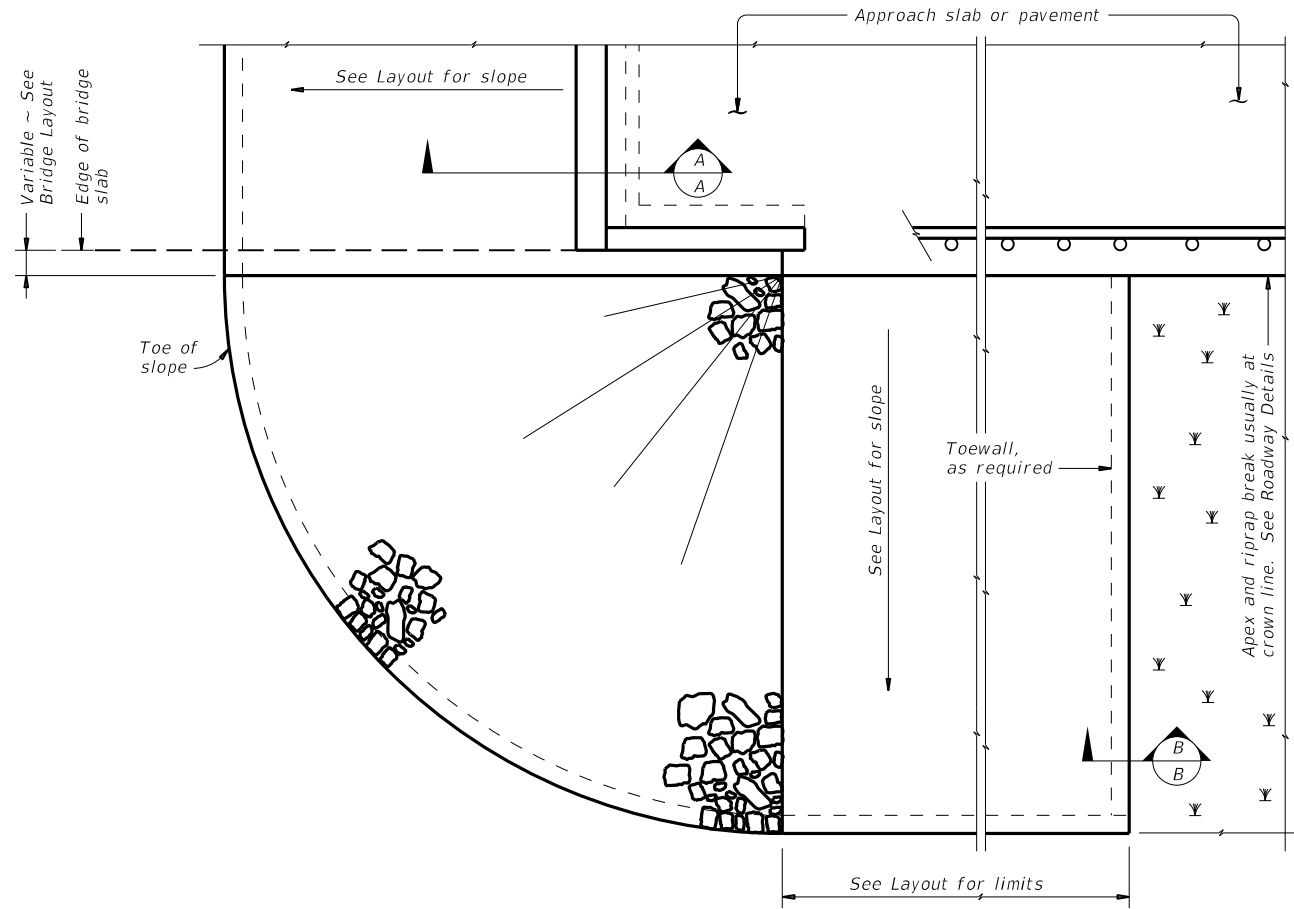 Approach slab or pavement
See Layout for slope
Variable ~ See
Bridge Layout
Edge of bridge
slab
A
A
Toe of
slope
See Layout for slope
Toewall,
as required
Apex and riprap break usually at
crown line. See Roadway Details
B
B
See Layout for limits